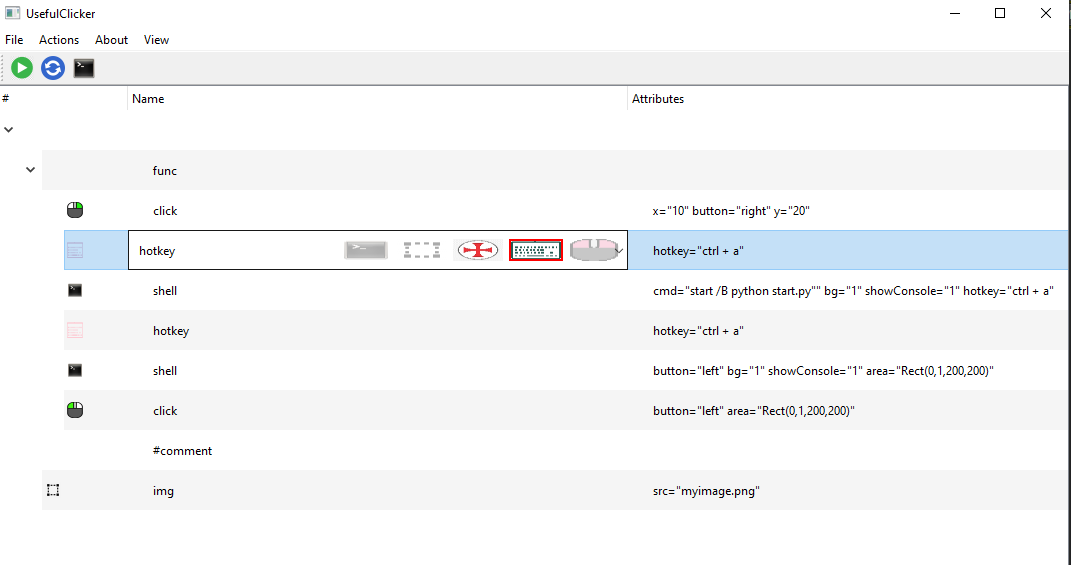 UsefulClicker
File Actions About View
# Name Attributes
func
click x="10" button="right" y="20"
hotkey hotkey="ctrl + a"
shell cmd="start /B python start.py"" bg="1" showConsole="1" hotkey="ctrl + a"
hotkey hotkey="ctrl + a"
shell button="left" bg="1" showConsole="1" area="Rect(0,1,200,200)"
click button="left" area="Rect(0,1,200,200)"
#comment
img src="myimage.png"